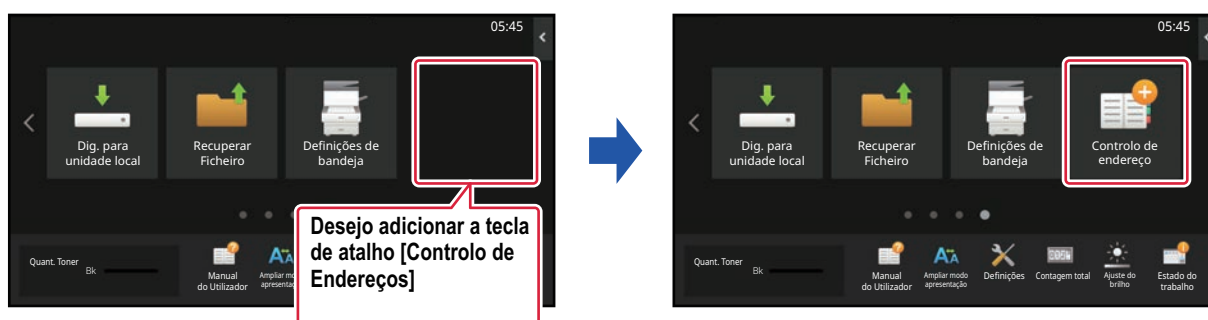 05:45
Dig. para
unidade local
Recuperar
Ficheiro
Definições de
bandeja
Desejo adicionar a tecla
de atalho [Controlo de
Endereços]
Quant. Toner
Bk
Manual
do Utilizador
05:45
Dig. para
unidade local
Recuperar
Ficheiro
Definições de
bandeja
Controlo de
endereço
Quant. Toner
Bk
Manual
do Utilizador
Ampliar modo
apresentação
Definições
Contagem total
Ajuste do
brilho
Estado do
trabalho